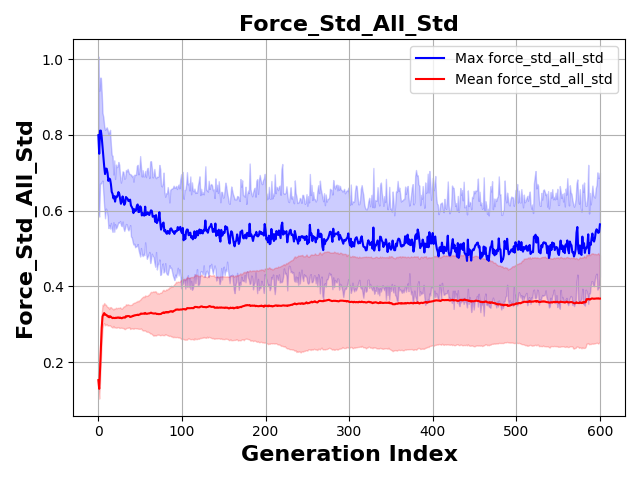 Force_Std_All_Std
Max force_std_all_std
Mean force_std_all_std
Force_Std_All_Std
1.0
0.8
0.6
0.4
0.2
0 100 200 300 400 500 600
Generation Index